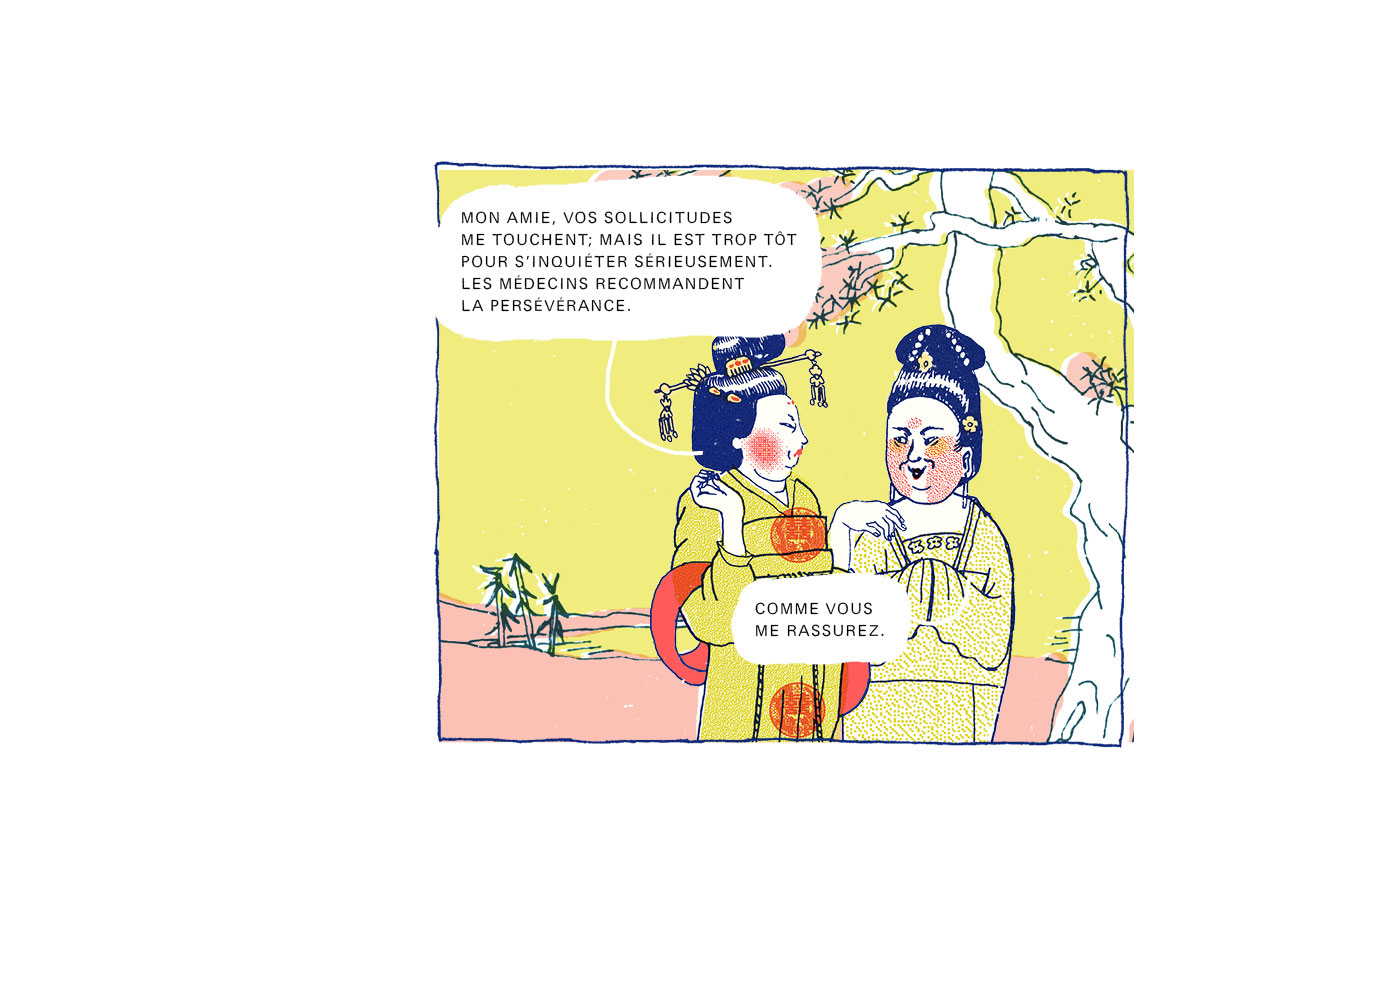 MON AMIE, VOS SOLLICITUDES
ME TOUCHENT; MAIS IL EST TROP TÔT
POUR S'INQUIÉTER SÉRIEUSEMENT.
LES MÉDECINS RECOMMANDENT
LA PERSÉVÉRANCE.
COMME VOUS
ME RASSUREZ.